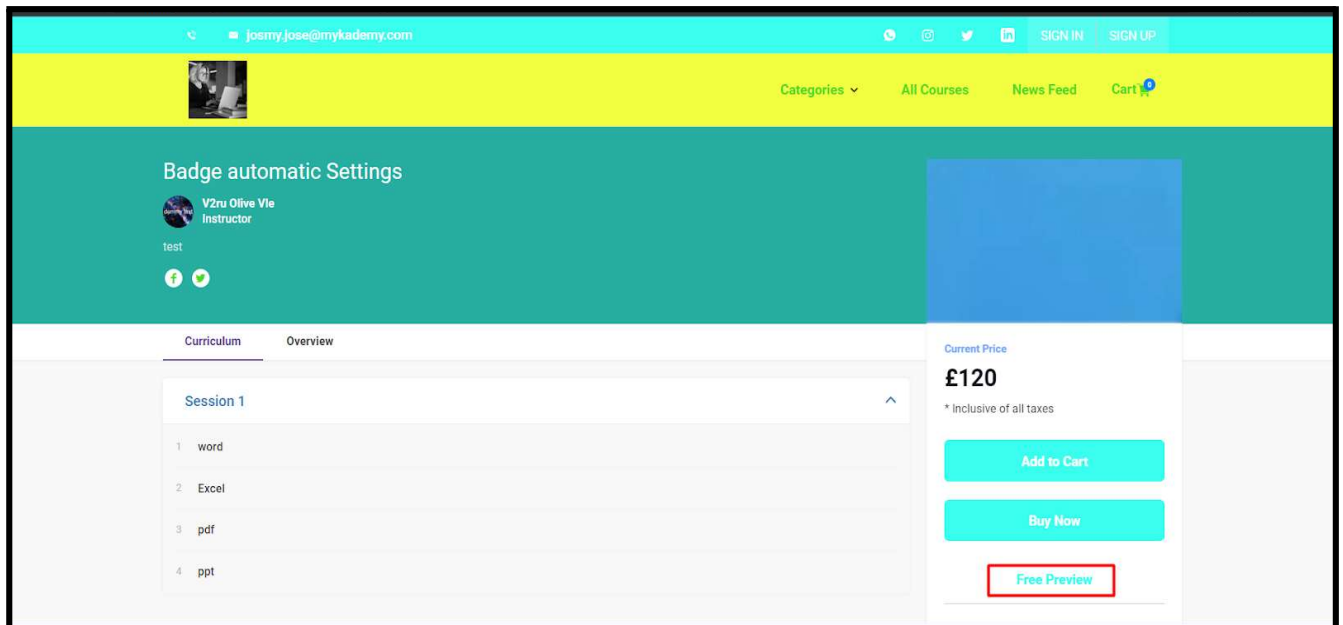 josmy.jose@mykademy.com
SIGN IN
SIGN UP
Categories
All Courses
News Feed
Cart
0
Badge automatic Settings
V2ru Olive Vle
Instructor
test
Curriculum
Overview
Session 1
1 word
2 Excel
3 pdf
4 ppt
Current Price
£120
* Inclusive of all taxes
Add to Cart
Buy Now
Free Preview